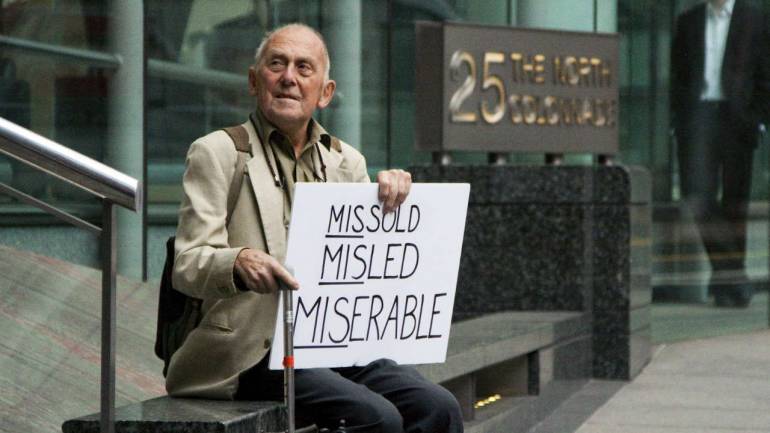 25 THE NORTH
COLONNADE
MISSOLD
MISLED
MISERABLE